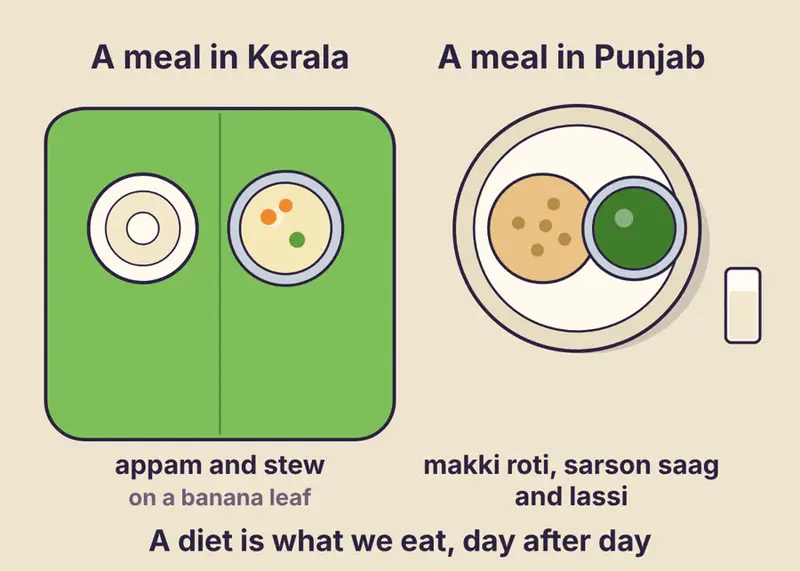 A meal in Kerala
A meal in Punjab
appam and stew
on a banana leaf
makki roti, sarson saag
and lassi
A diet is what we eat, day after day